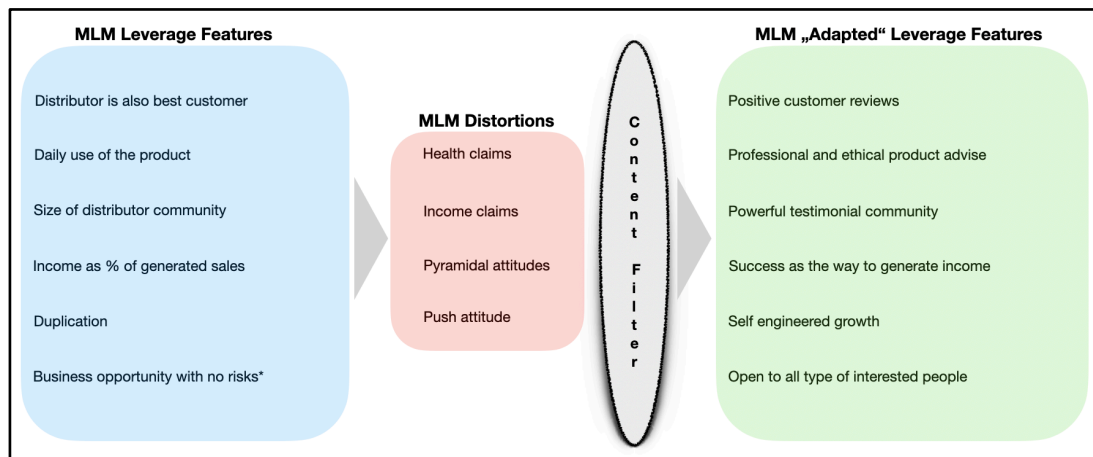 MLM Leverage Features
Distributor is also best customer
Daily use of the product
Size of distributor community
Income as % of generated sales
Duplication
Business opportunity with no risks*
MLM Distortions
Health claims
Income claims
Pyramidal attitudes
Push attitude
Content Filter
MLM „Adapted“ Leverage Features
Positive customer reviews
Professional and ethical product advise
Powerful testimonial community
Success as the way to generate income
Self engineered growth
Open to all type of interested people